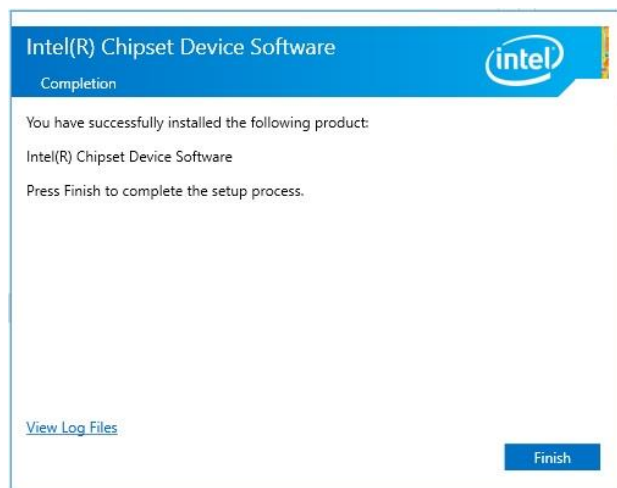 Intel(R) Chipset Device Software
intel
Completion
You have successfully installed the following product:
Intel(R) Chipset Device Software
Press Finish to complete the setup process.
View Log Files
Finish